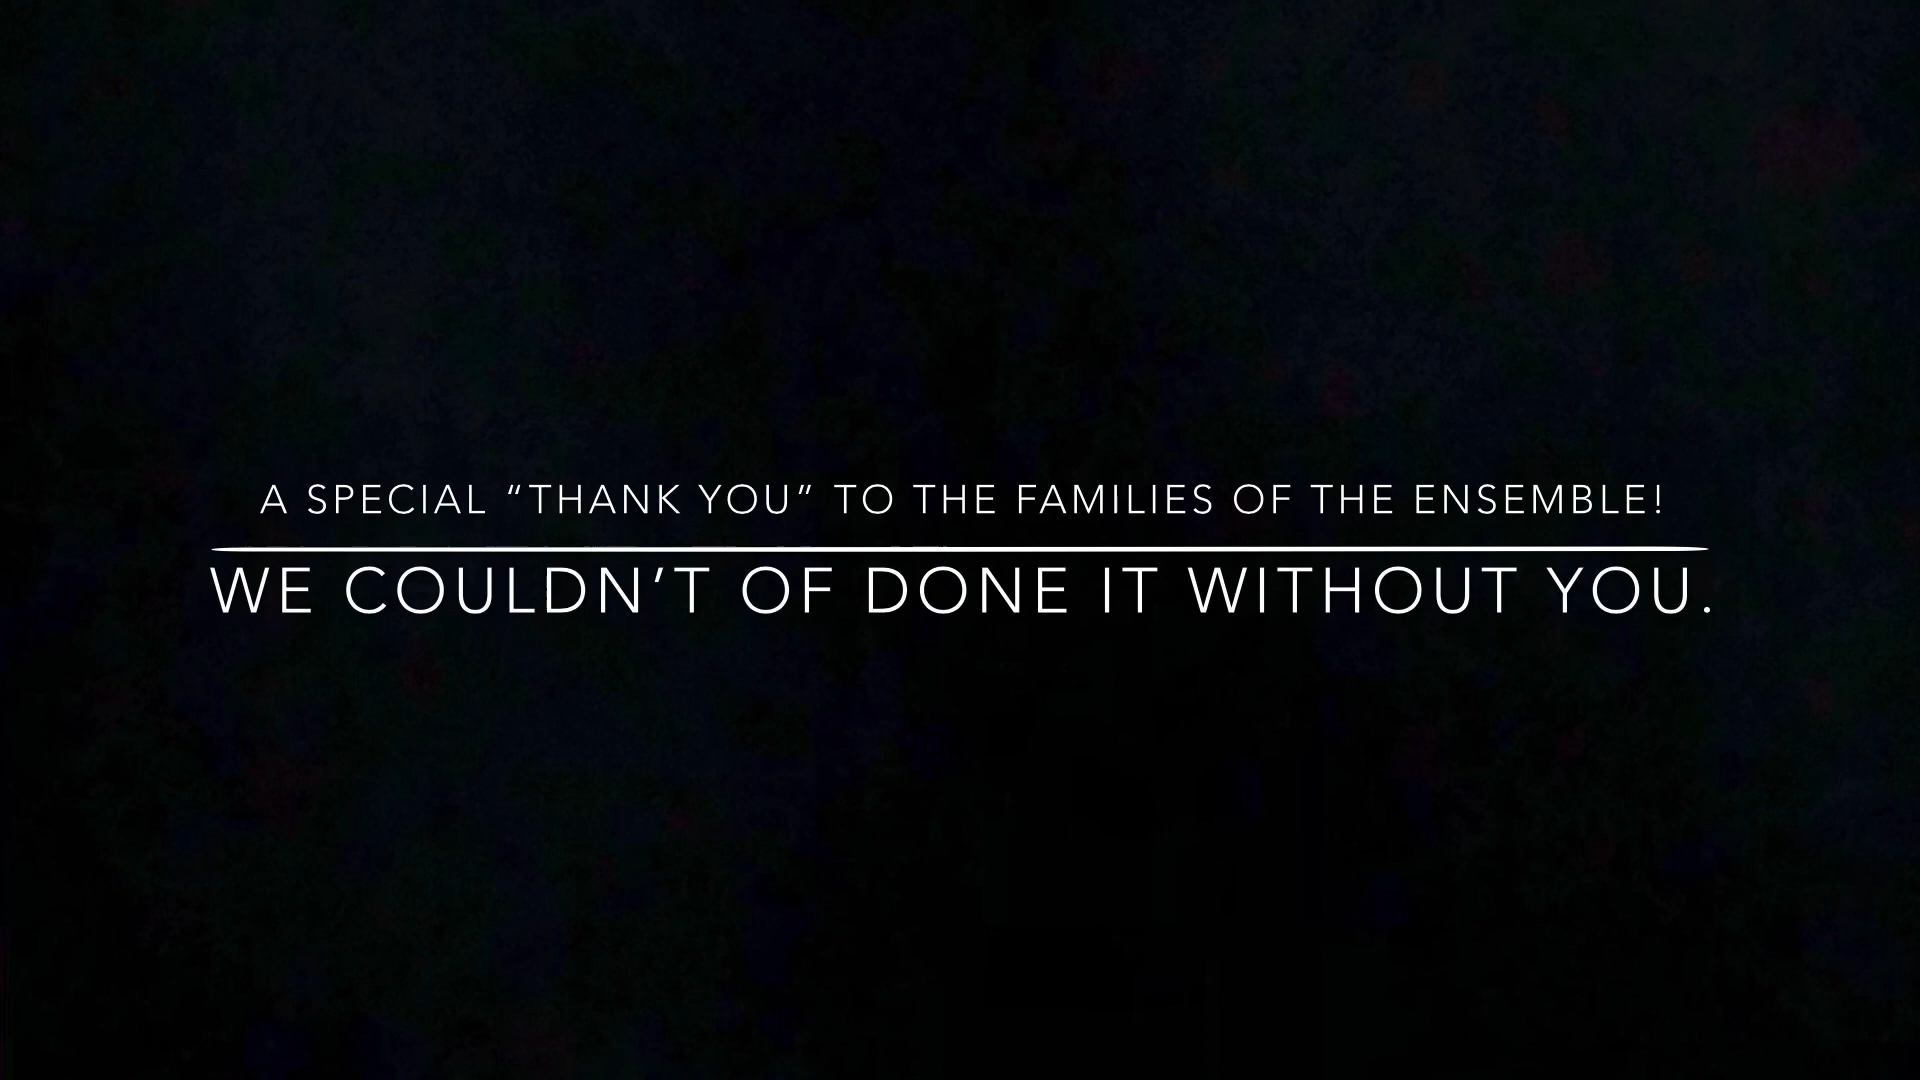 A SPECIAL “THANK YOU” TO THE FAMILIES OF THE ENSEMBLE!
WE COULDN’T OF DONE IT WITHOUT YOU.